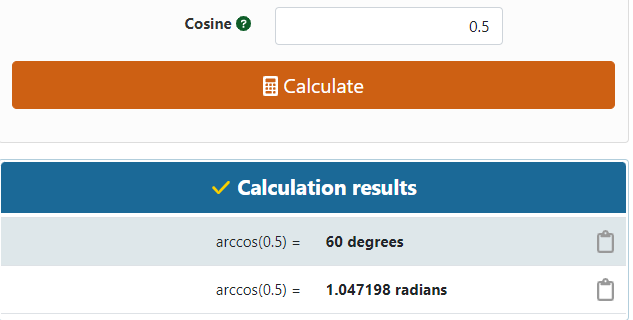 Cosine ?
0.5
Calculate
Calculation results
arccos(0.5) = 60 degrees
arccos(0.5) = 1.047198 radians